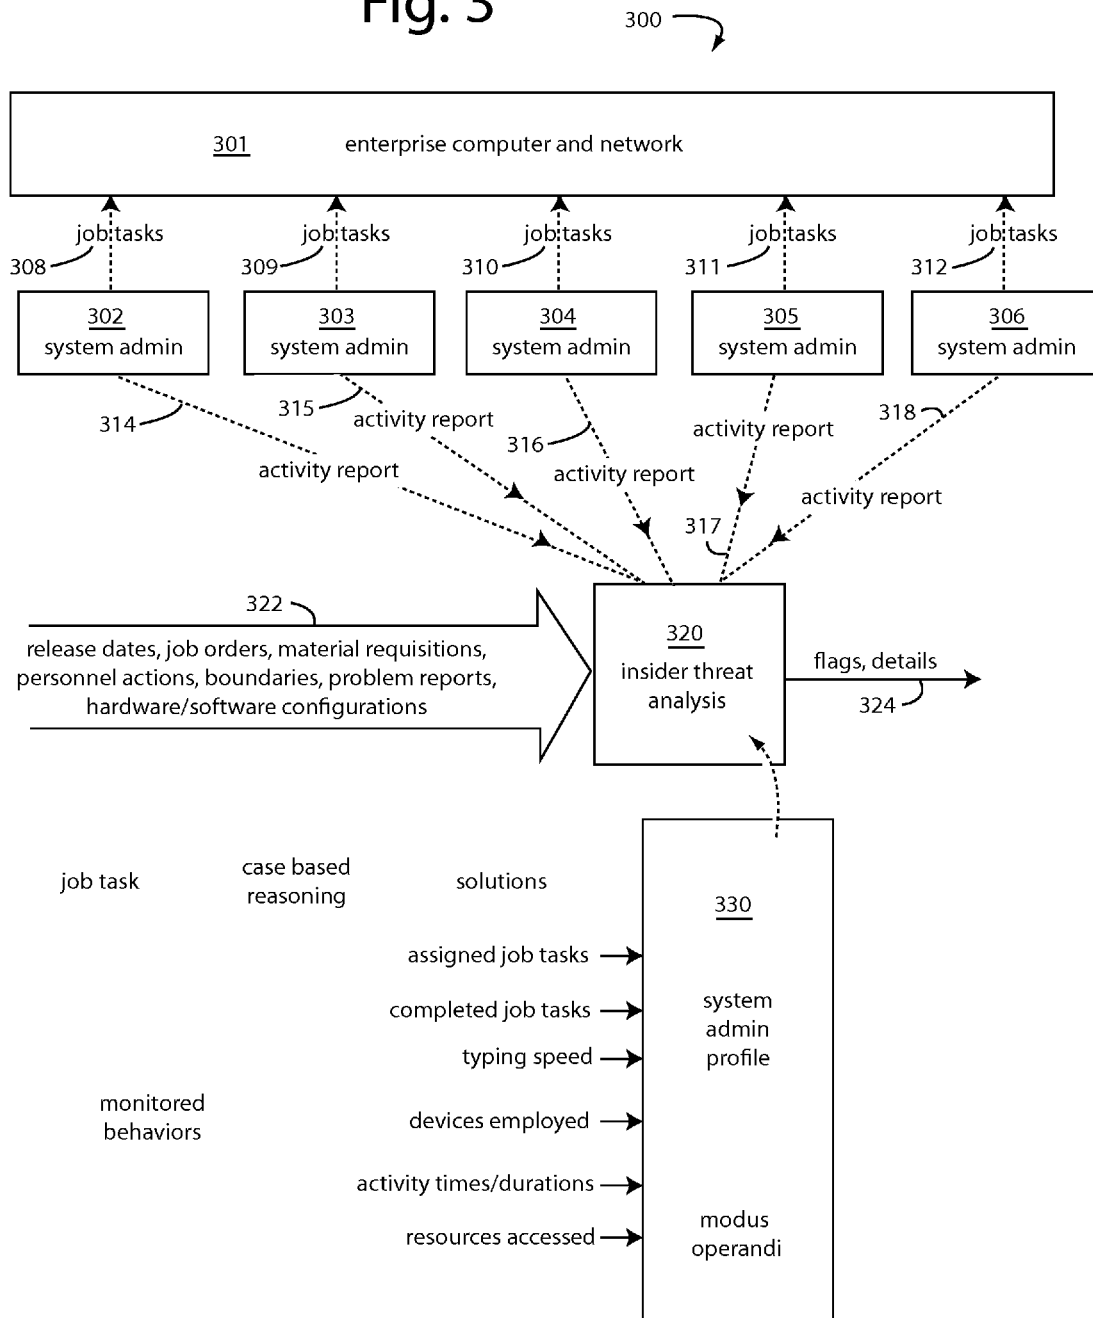 Fig. 3
300
301 enterprise computer and network
job tasks job tasks job tasks job tasks job tasks
308 309 310 311 312
302 303 304 305 306
system admin system admin system admin system admin system admin
314 315 316 317 318
activity report
activity report
activity report
activity report
activity report
322
release dates, job orders, material requisitions,
personnel actions, boundaries, problem reports,
hardware/software configurations
320
insider threat
analysis
flags, details
324
job task
case based
reasoning
solutions
330
assigned job tasks
completed job tasks
typing speed
devices employed
activity times/durations
resources accessed
monitored
behaviors
system
admin
profile
modus
operandi